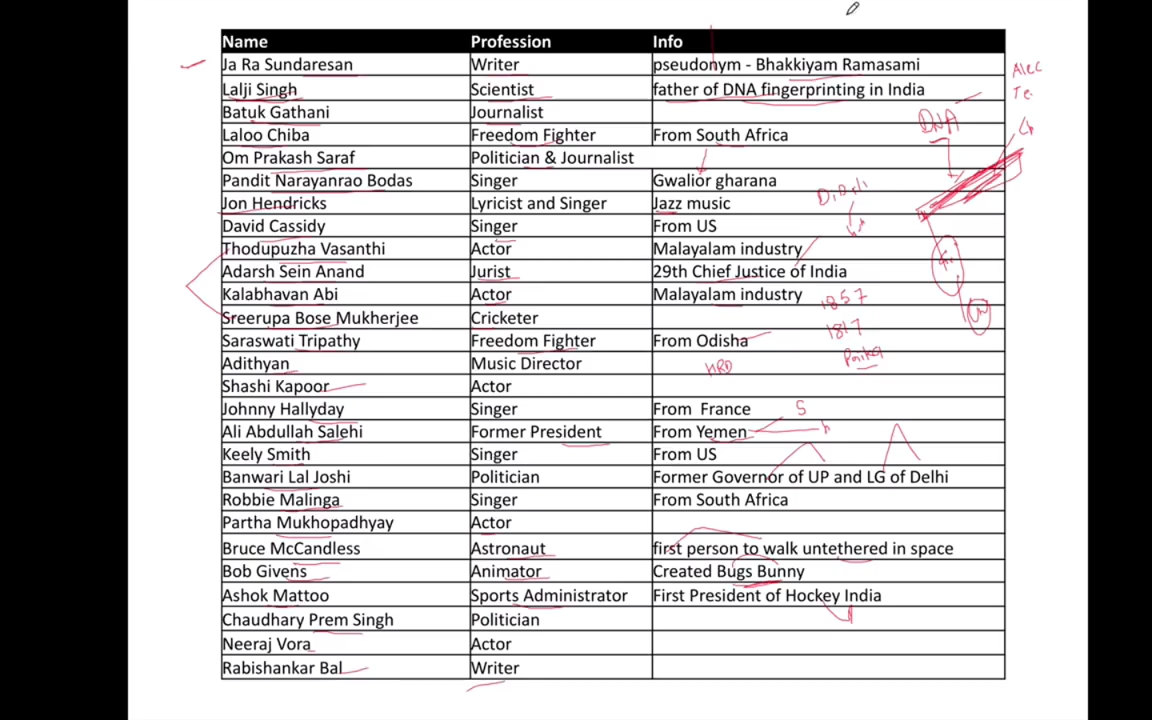 Name Profession Info
Ja Ra Sundaresan Writer pseudonym - Bhakkiyam Ramasami
Alec
Lalji Singh Scientist father of DNA fingerprinting in India
Te
Batuk Gathani Journalist
DNA
Laloo Chiba Freedom Fighter From South Africa
Om Prakash Saraf Politician & Journalist
Pandit Narayanrao Bodas Singer Gwalior gharana
Jon Hendricks Lyricist and Singer Jazz music
David Cassidy Singer From US
Thodupuzha Vasanthi Actor Malayalam industry
Adarsh Sein Anand Jurist 29th Chief Justice of India
Kalabhavan Abi Actor Malayalam industry
1857
Sreerupa Bose Mukherjee Cricketer
1817
Saraswati Tripathy Freedom Fighter From Odisha
Paika
Adithyan Music Director
HRD
Shashi Kapoor Actor
Johnny Hallyday Singer From France
S
Ali Abdullah Salehi Former President From Yemen
Keely Smith Singer From US
Banwari Lal Joshi Politician Former Governor of UP and LG of Delhi
Robbie Malinga Singer From South Africa
Partha Mukhopadhyay Actor
Bruce McCandless Astronaut first person to walk untethered in space
Bob Givens Animator Created Bugs Bunny
Ashok Mattoo Sports Administrator First President of Hockey India
Chaudhary Prem Singh Politician
Neeraj Vora Actor
Rabishankar Bal Writer